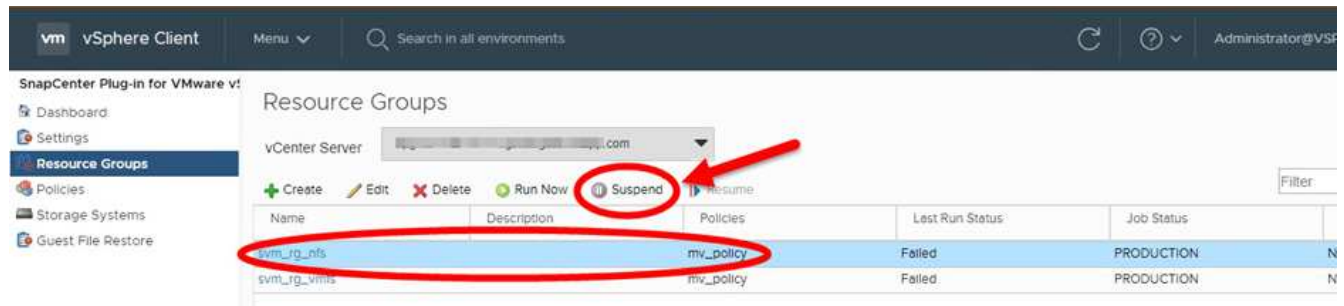 vm vSphere Client Menu Search in all environments Administrator@VSP
SnapCenter Plug-in for VMware vS
Dashboard
Settings
Resource Groups
Policies
Storage Systems
Guest File Restore
Resource Groups
vCenter Server .com
Create Edit Delete Run Now Suspend Resume
Filter
Name Description Policies Last Run Status Job Status
svm_rg_nfs mv_policy Failed PRODUCTION N
svm_rg_vmfs mv_policy Failed PRODUCTION N